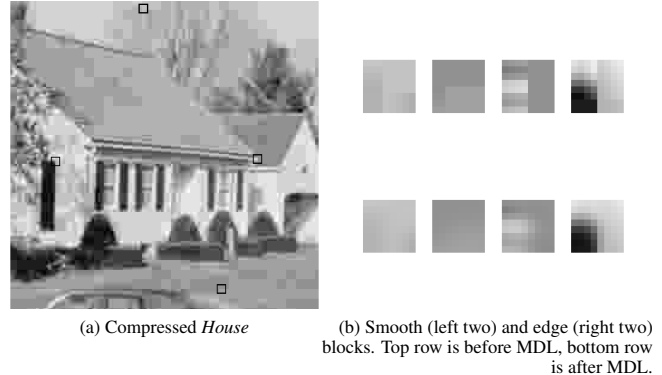 (a) Compressed House
(b) Smooth (left two) and edge (right two)
blocks. Top row is before MDL, bottom row
is after MDL.